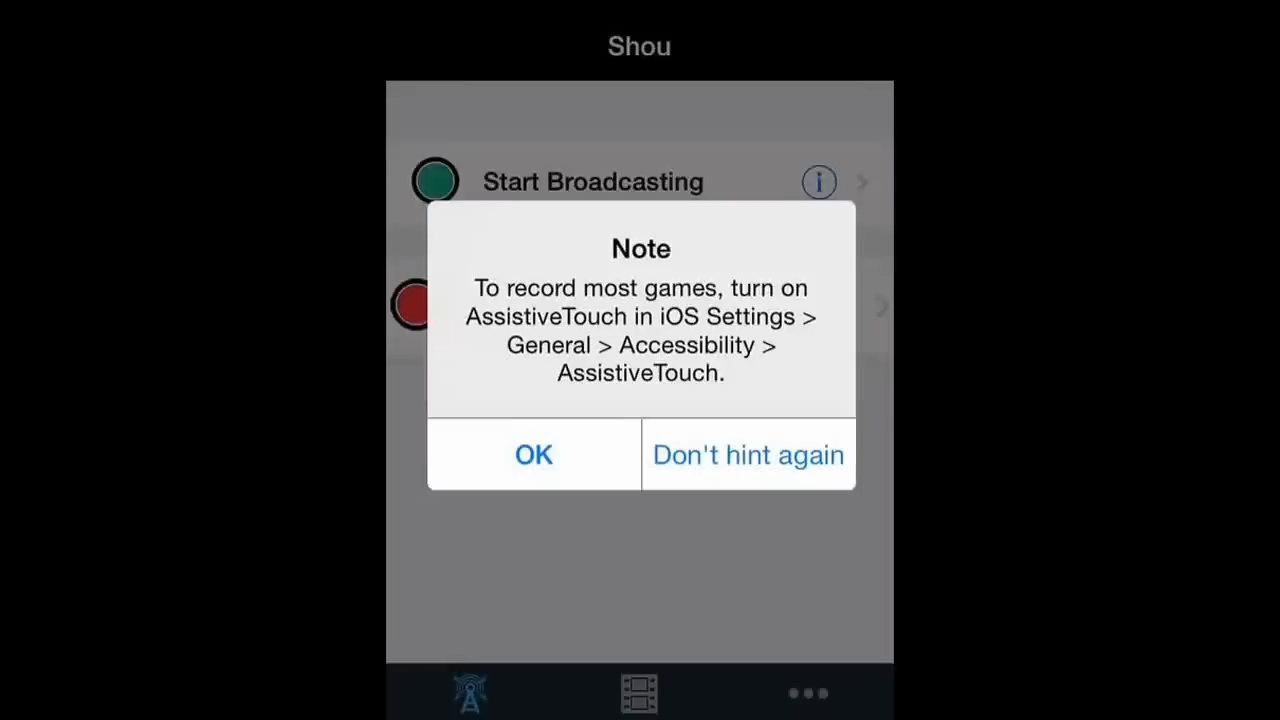 Shou
Start Broadcasting
Note
To record most games, turn on
AssistiveTouch in iOS Settings >
General > Accessibility >
AssistiveTouch.
OK
Don't hint again